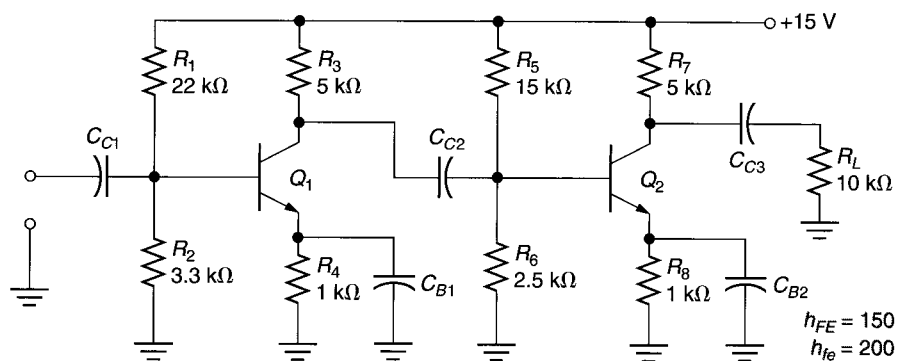 +15 V
R1
22 kΩ
R3
5 kΩ
R5
15 kΩ
R7
5 kΩ
CC1
CC2
CC3
RL
10 kΩ
Q1
Q2
R2
3.3 kΩ
R4
1 kΩ
CB1
R6
2.5 kΩ
R8
1 kΩ
CB2
hFE = 150
hfe = 200